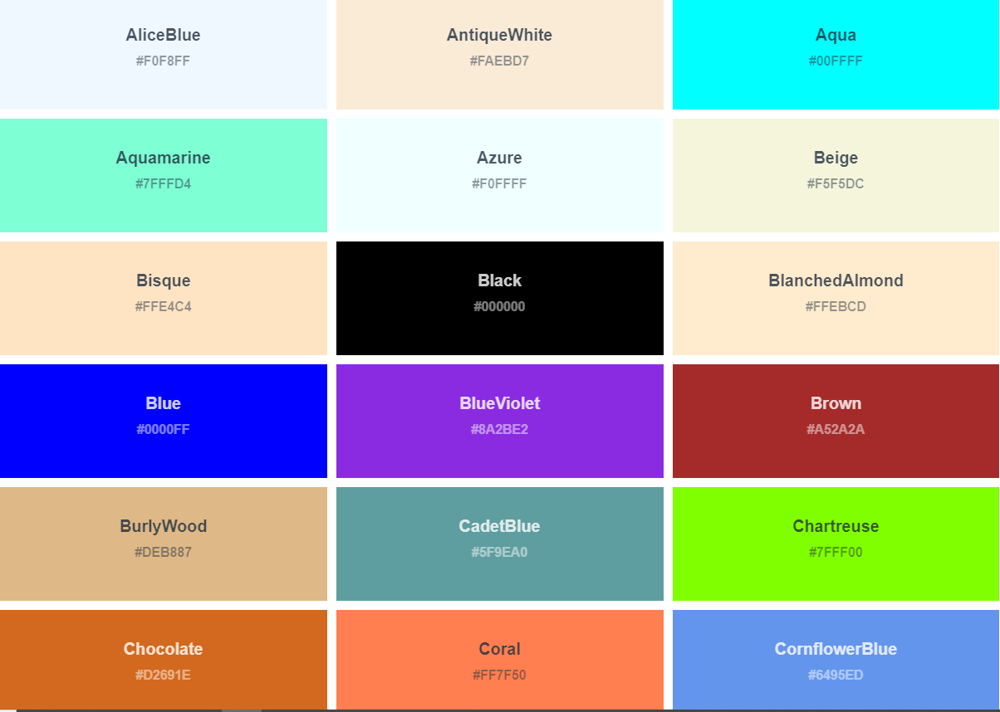 AliceBlue
#F0F8FF
AntiqueWhite
#FAEBD7
Aqua
#00FFFF
Aquamarine
#7FFFD4
Azure
#F0FFFF
Beige
#F5F5DC
Bisque
#FFE4C4
Black
#000000
BlanchedAlmond
#FFEBCD
Blue
#0000FF
BlueViolet
#8A2BE2
Brown
#A52A2A
BurlyWood
#DEB887
CadetBlue
#5F9EA0
Chartreuse
#7FFF00
Chocolate
#D2691E
Coral
#FF7F50
CornflowerBlue
#6495ED